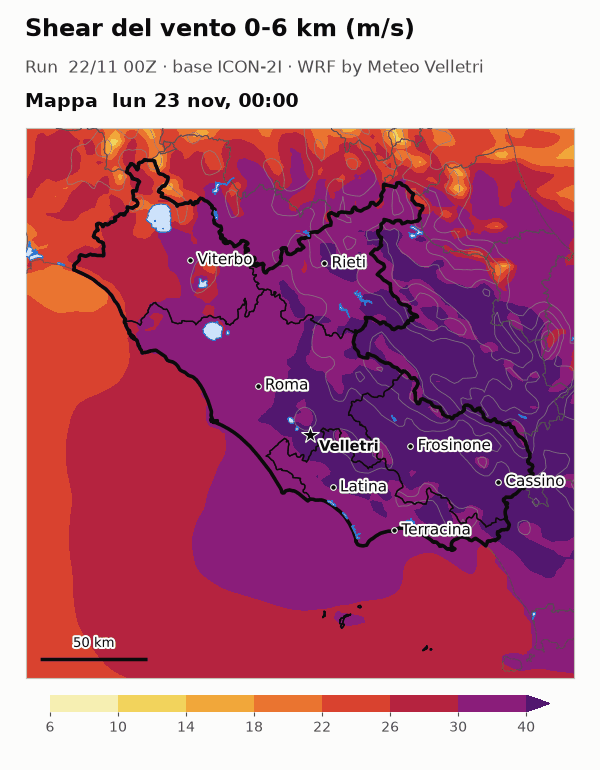 Shear del vento 0-6 km (m/s)
Run  22/11 00Z · base ICON-2I · WRF by Meteo Velletri
Mappa  lun 23 nov, 00:00
Viterbo
Rieti
Roma
Velletri
Frosinone
Cassino
Latina
Terracina
50 km
6 10 14 18 22 26 30 40